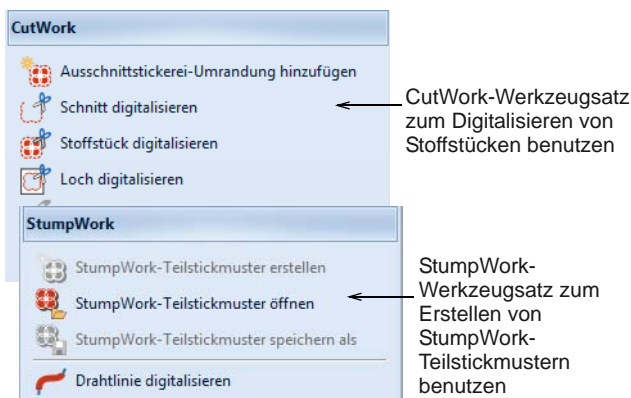 CutWork
Ausschnittstickerei-Umrandung hinzufügen
Schnitt digitalisieren
Stoffstück digitalisieren
Loch digitalisieren
CutWork-Werkzeugsatz
zum Digitalisieren von
Stoffstücken benutzen
StumpWork
StumpWork-Teilstickmuster erstellen
StumpWork-Teilstickmuster öffnen
StumpWork-Teilstickmuster speichern als
Drahtlinie digitalisieren
StumpWork-
Werkzeugsatz zum
Erstellen von
StumpWork-
Teilstickmustern
benutzen